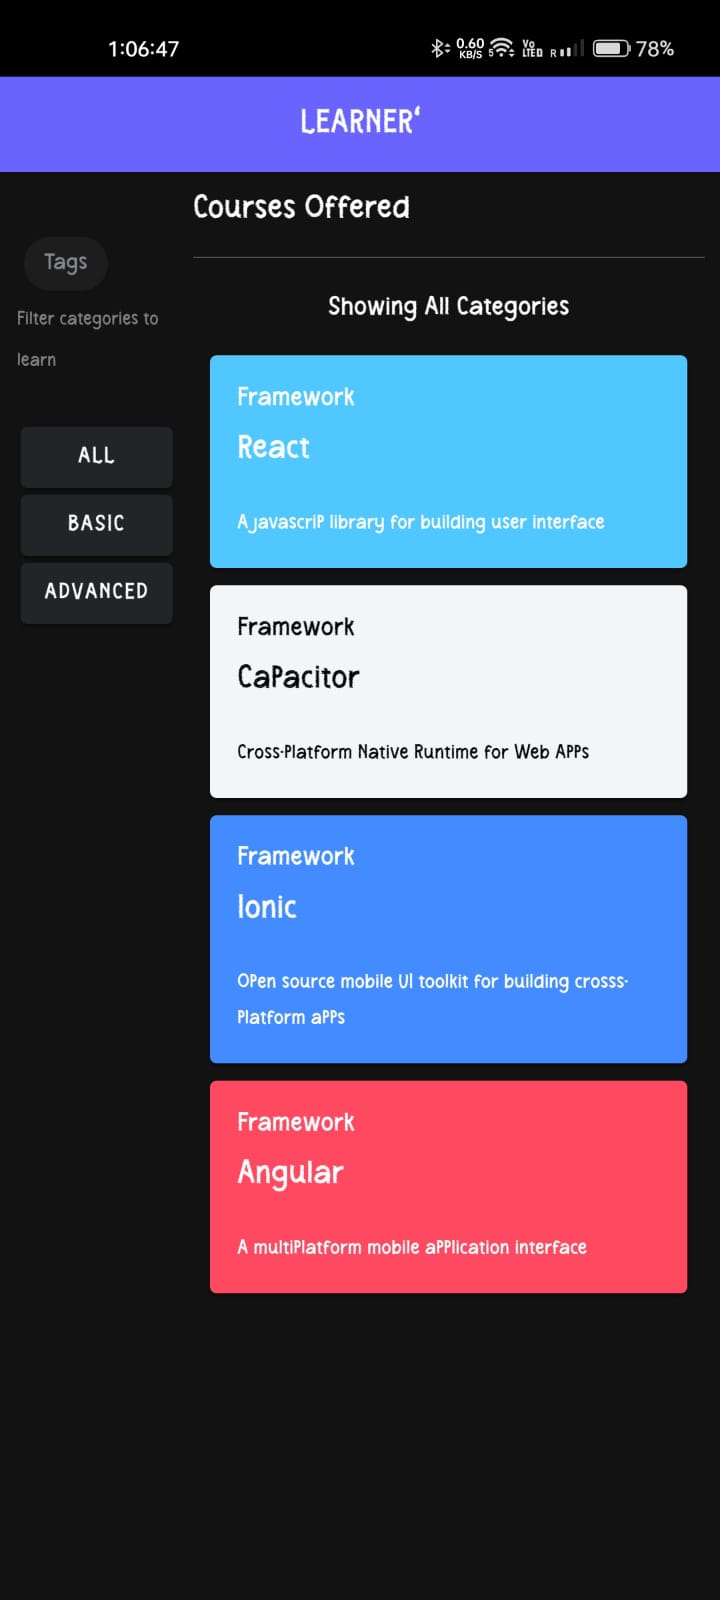 1:06:47
0.60 KB/S
5
Vo LTED
R
78%
LEARNER‘
Courses Offered
Tags
Filter categories to
learn
ALL
BASIC
ADVANCED
Showing All Categories
Framework
React
A javascrip library for building user interface
Framework
Capacitor
Cross-Platform Native Runtime for Web Apps
Framework
Ionic
Open source mobile UI toolkit for building crosss-
Platform apps
Framework
Angular
A multiplatform mobile application interface